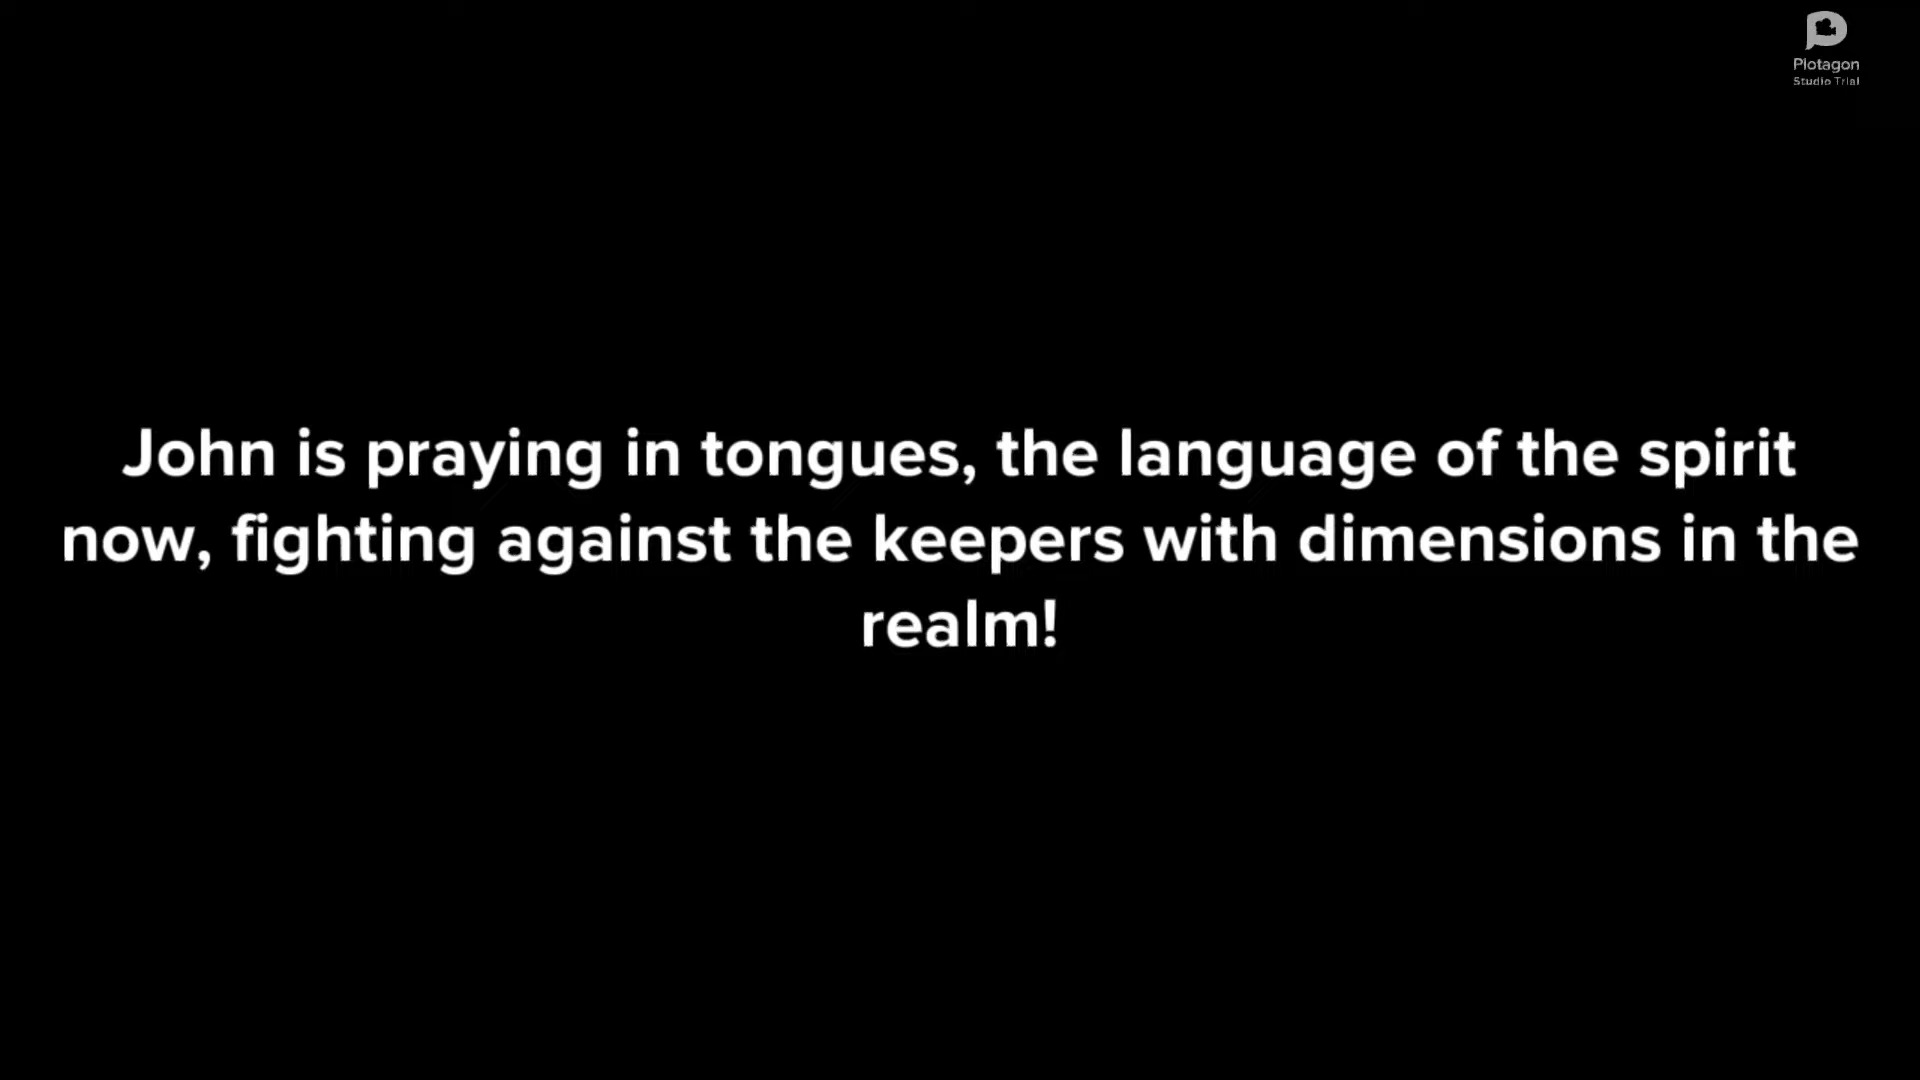 Plotagon
Studio Trial
John is praying in tongues, the language of the spirit
now, fighting against the keepers with dimensions in the
realm!